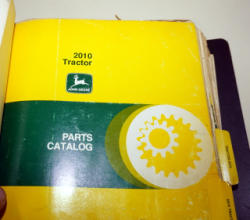 2010
Tractor
JOHN DEERE
PARTS
CATALOG